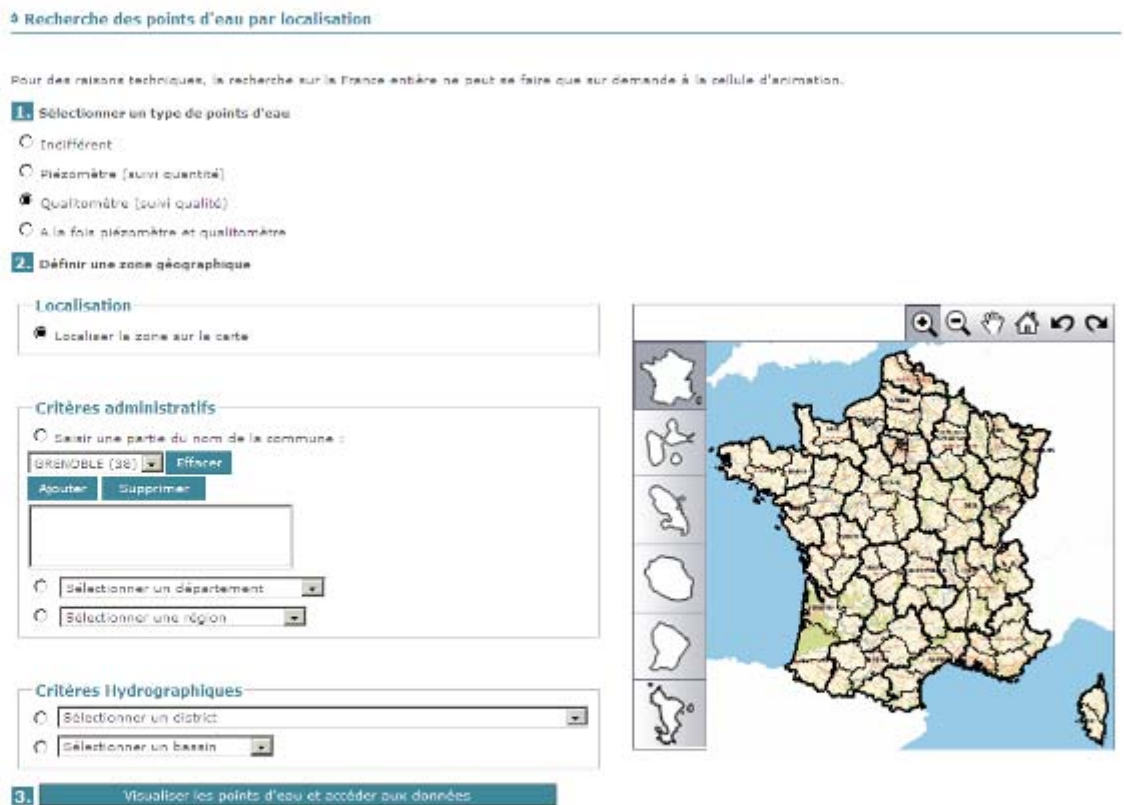 Recherche des points d'eau par localisation
Pour des raisons techniques, la recherche sur la France entière ne peut se faire que sur demande à la cellule d'animation.
1. Sélectionner un type de points d'eau
Indifférent
Piézomètre (suivi quantité)
Qualitomètre (suivi qualité)
A la fois piézomètre et qualitomètre
2. Définir une zone géographique
Localisation
Localiser la zone sur la carte
Critères administratifs
Saisir une partie du nom de la commune :
GRENOBLE (38) Effacer
Ajouter Supprimer
Sélectionner un département
Sélectionner une région
Critères Hydrographiques
Sélectionner un district
Sélectionner un bassin
3. Visualiser les points d'eau et accéder aux données